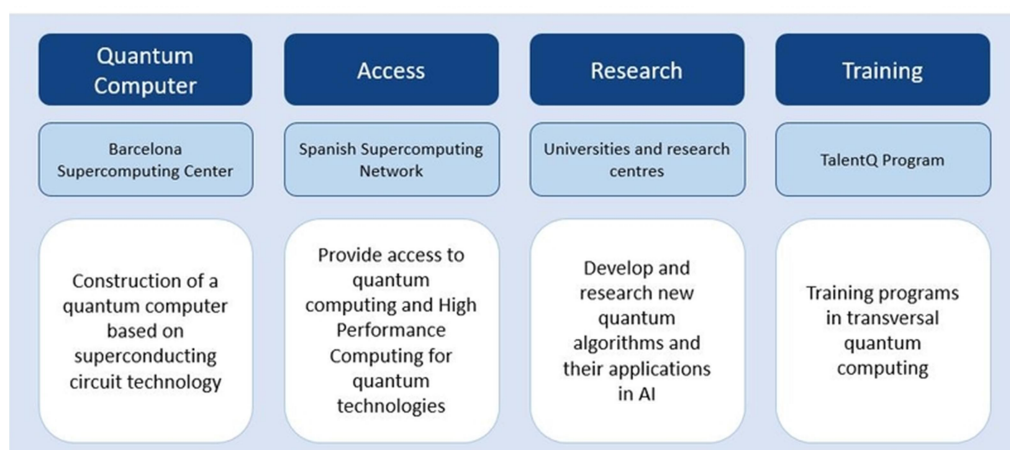 Quantum
Computer
Access
Research
Training
Barcelona
Supercomputing Center
Spanish Supercomputing
Network
Universities and research
centres
TalentQ Program
Construction of a
quantum computer
based on
superconducting
circuit technology
Provide access to
quantum
computing and High
Performance
Computing for
quantum
technologies
Develop and
research new
quantum
algorithms and
their applications
in AI
Training programs
in transversal
quantum
computing